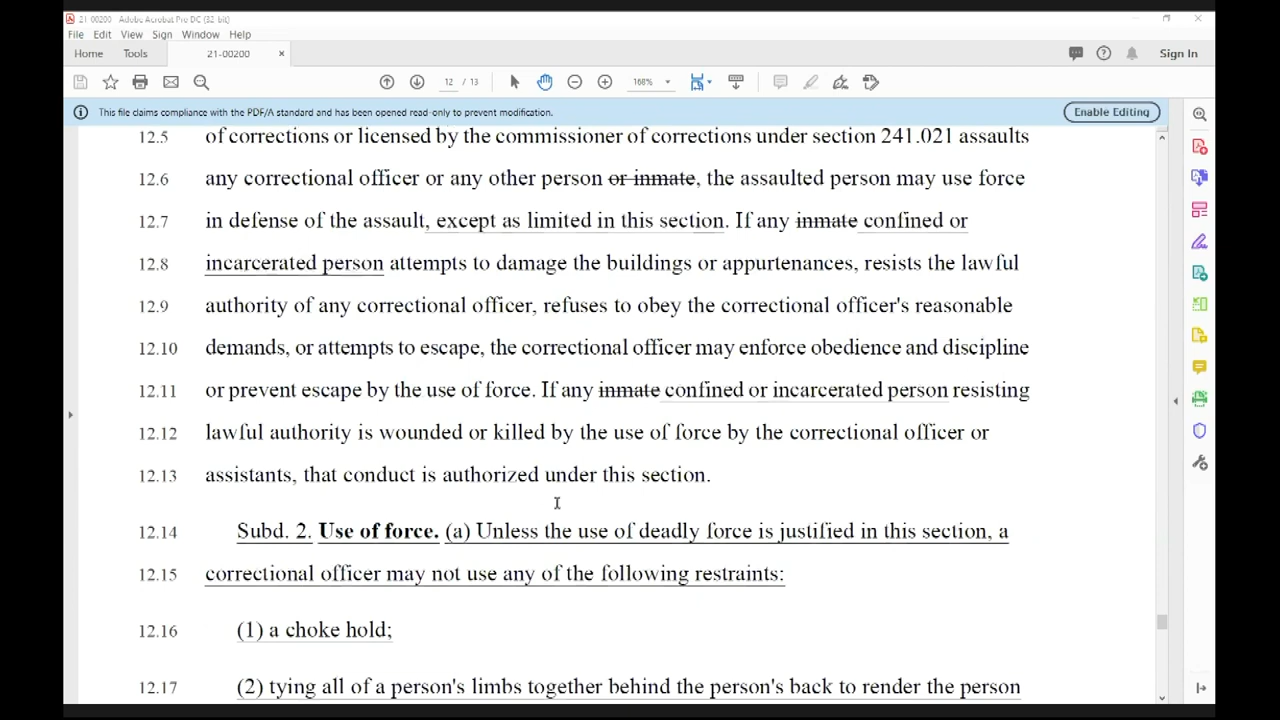 21-00200 - Adobe Acrobat Pro DC (32-bit)
File Edit View Sign Window Help
Home Tools 21-00200 × Sign In
12 / 13 168%
This file claims compliance with the PDF/A standard and has been opened read-only to prevent modification. Enable Editing
12.5 of corrections or licensed by the commissioner of corrections under section 241.021 assaults
12.6 any correctional officer or any other person or inmate, the assaulted person may use force
12.7 in defense of the assault, except as limited in this section. If any inmate confined or
12.8 incarcerated person attempts to damage the buildings or appurtenances, resists the lawful
12.9 authority of any correctional officer, refuses to obey the correctional officer's reasonable
12.10 demands, or attempts to escape, the correctional officer may enforce obedience and discipline
12.11 or prevent escape by the use of force. If any inmate confined or incarcerated person resisting
12.12 lawful authority is wounded or killed by the use of force by the correctional officer or
12.13 assistants, that conduct is authorized under this section.
12.14 Subd. 2. Use of force. (a) Unless the use of deadly force is justified in this section, a
12.15 correctional officer may not use any of the following restraints:
12.16 (1) a choke hold;
12.17 (2) tying all of a person's limbs together behind the person's back to render the person